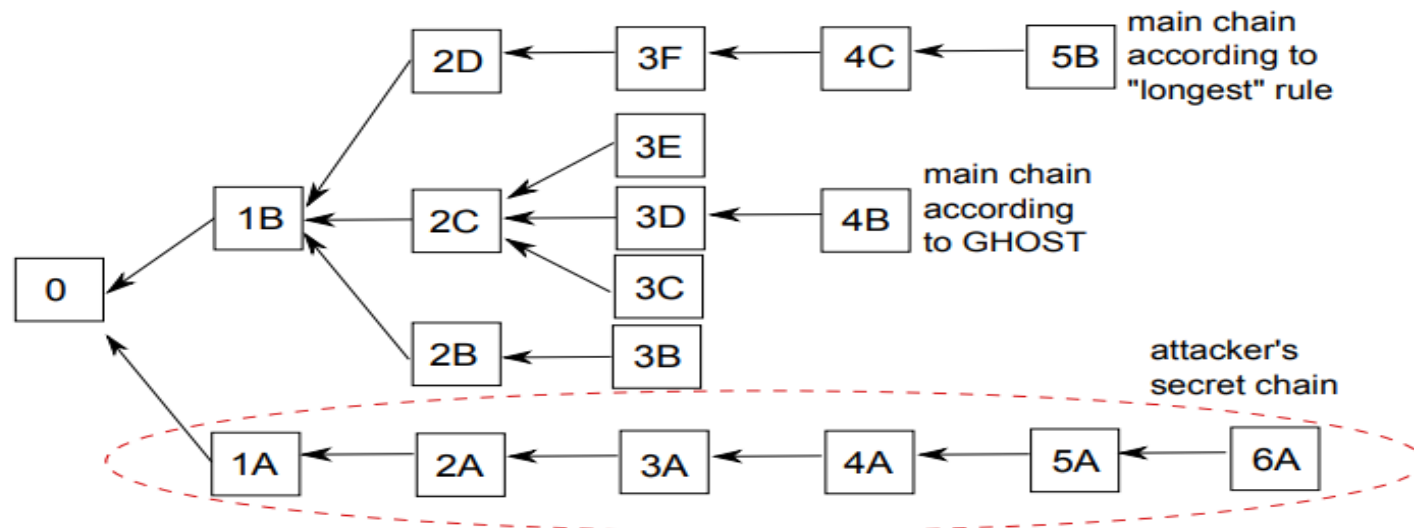 2D
3F
4C
5B
main chain
according to
"longest" rule
3E
1B
2C
3D
4B
main chain
according
to GHOST
0
3C
2B
3B
attacker's
secret chain
1A
2A
3A
4A
5A
6A